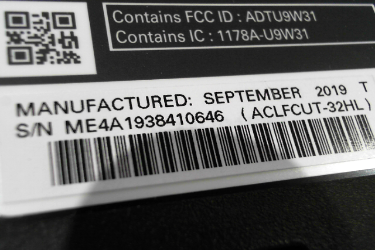 Contains FCC ID : ADTU9W31
Contains IC : 1178A-U9W31
MANUFACTURED: SEPTEMBER 2019 T
S/N ME4A1938410646 (ACLFCUT-32HL)